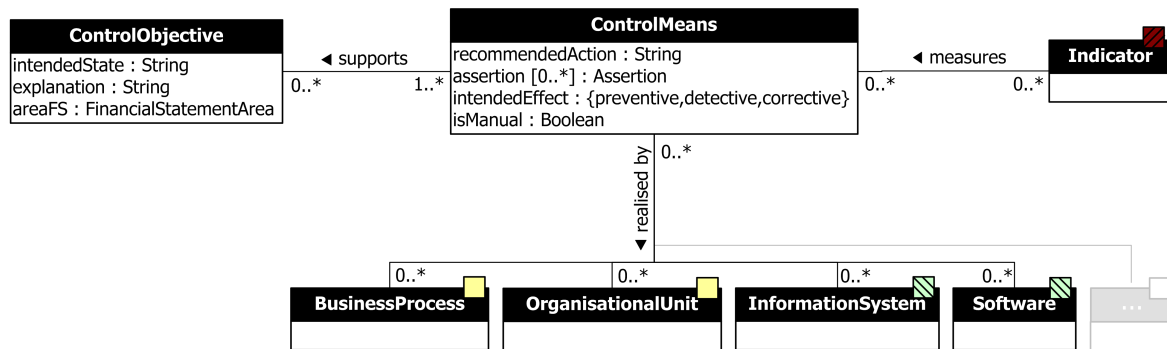 ControlObjective
intendedState : String
explanation : String
areaFS : FinancialStatementArea
◄ supports
0..*
1..*
ControlMeans
recommendedAction : String
assertion [0..*] : Assertion
intendedEffect : {preventive,detective,corrective}
isManual : Boolean
◄ measures
0..*
0..*
Indicator
0..*
◄ realised by
0..*
0..*
0..*
0..*
BusinessProcess
OrganisationalUnit
InformationSystem
Software
...